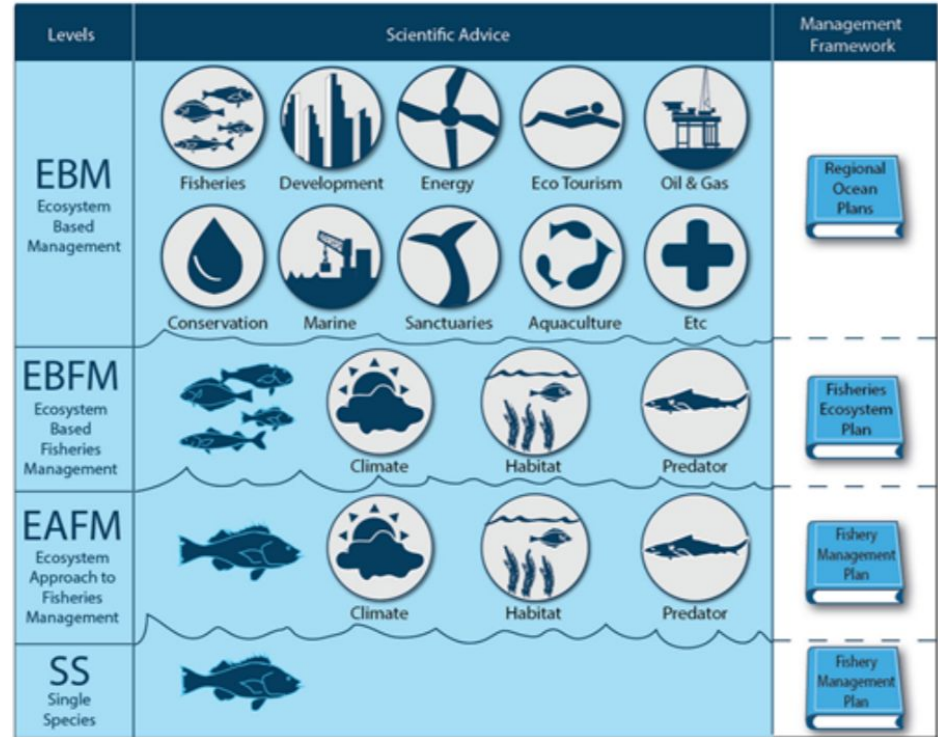 Levels
Scientific Advice
Management
Framework
EBM
Ecosystem
Based
Management
Fisheries
Development
Energy
Eco Tourism
Oil & Gas
Conservation
Marine
Sanctuaries
Aquaculture
Etc
Regional
Ocean
Plans
EBFM
Ecosystem
Based
Fisheries
Management
Climate
Habitat
Predator
Fisheries
Ecosystem
Plan
EAFM
Ecosystem
Approach to
Fisheries
Management
Climate
Habitat
Predator
Fishery
Management
Plan
SS
Single
Species
Fishery
Management
Plan